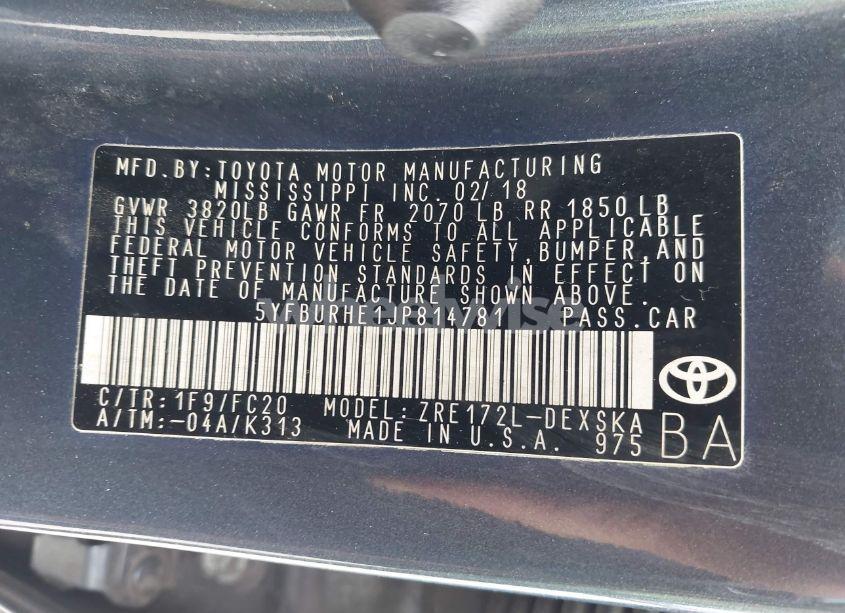 MFD. BY: TOYOTA MOTOR MANUFACTURING
MISSISSIPPI INC. 02/18
GVWR 3820LB GAWR FR 2070 LB RR 1850 LB
THIS VEHICLE CONFORMS TO ALL APPLICABLE
FEDERAL MOTOR VEHICLE SAFETY, BUMPER, AND
THEFT PREVENTION STANDARDS IN EFFECT ON
THE DATE OF MANUFACTURE SHOWN ABOVE.
5YFBURHE1JP814781 PASS. CAR
C/TR: 1F9/FC20 MODEL: ZRE172L-DEXSKA
A/TM: -04A/K313 MADE IN U.S.A. 975
BA